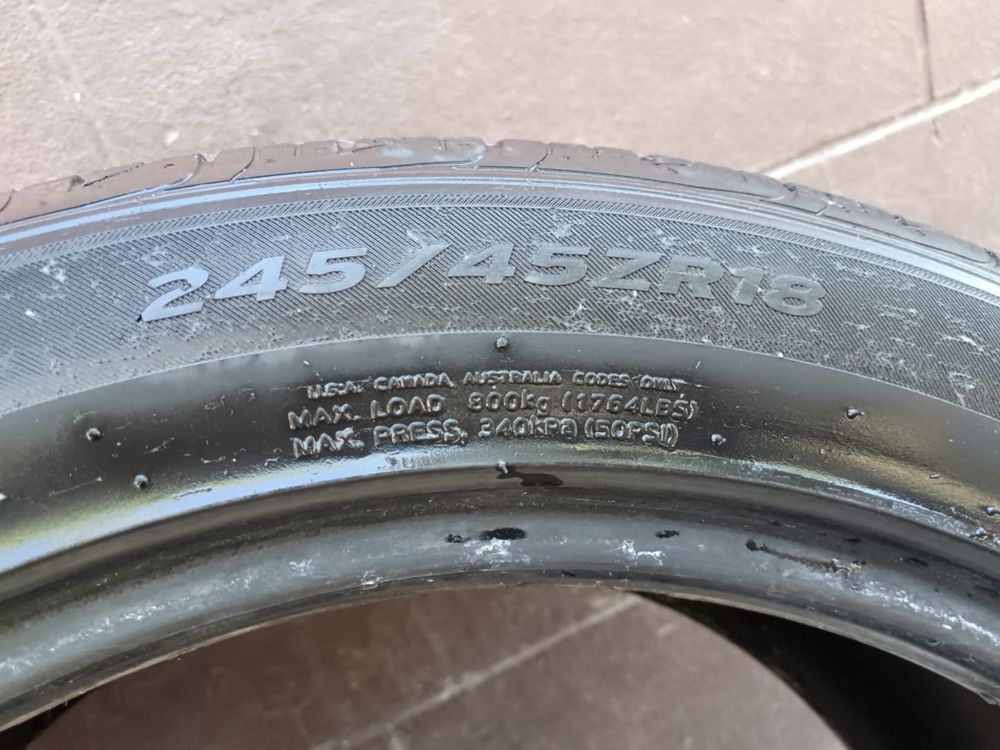 245/45ZR18
U.S.A. CANADA, AUSTRALIA CODES ONLY
MAX. LOAD 800kg (1764LBS)
MAX. PRESS, 340kPa (50PSI)